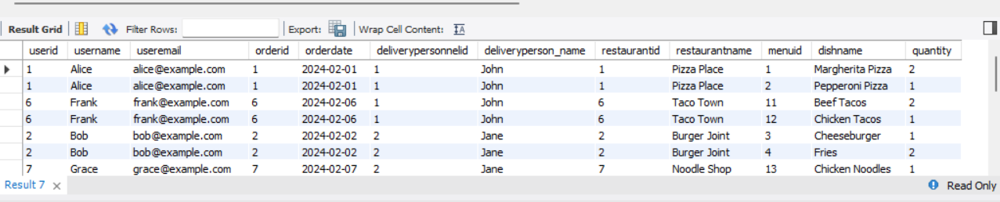 Result Grid Filter Rows: Export: Wrap Cell Content: IA
userid username useremail orderid orderdate deliverypersonnelid deliveryperson_name restaurantid restaurantname menuid dishname quantity
1 Alice alice@example.com 1 2024-02-01 1 John 1 Pizza Place 1 Margherita Pizza 2
1 Alice alice@example.com 1 2024-02-01 1 John 1 Pizza Place 2 Pepperoni Pizza 1
6 Frank frank@example.com 6 2024-02-06 1 John 6 Taco Town 11 Beef Tacos 2
6 Frank frank@example.com 6 2024-02-06 1 John 6 Taco Town 12 Chicken Tacos 1
2 Bob bob@example.com 2 2024-02-02 2 Jane 2 Burger Joint 3 Cheeseburger 1
2 Bob bob@example.com 2 2024-02-02 2 Jane 2 Burger Joint 4 Fries 2
7 Grace grace@example.com 7 2024-02-07 2 Jane 7 Noodle Shop 13 Chicken Noodles 1
Result 7 Read Only